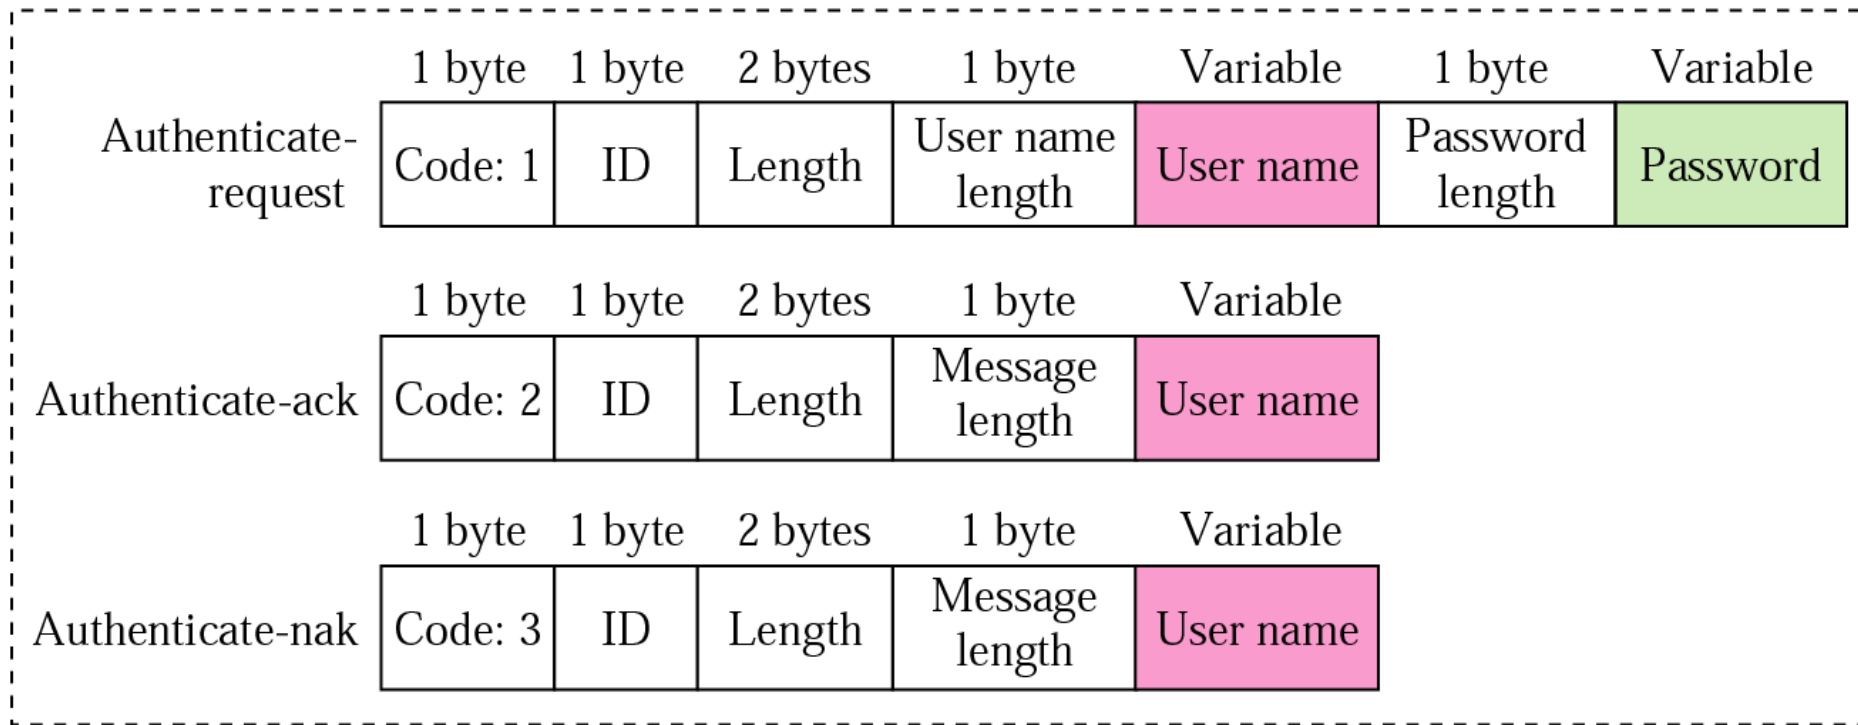 1 byte 1 byte 2 bytes 1 byte Variable 1 byte Variable
Authenticate-
request
Code: 1
ID
Length
User name
length
User name
Password
length
Password
1 byte 1 byte 2 bytes 1 byte Variable
Authenticate-ack
Code: 2
ID
Length
Message
length
User name
1 byte 1 byte 2 bytes 1 byte Variable
Authenticate-nak
Code: 3
ID
Length
Message
length
User name